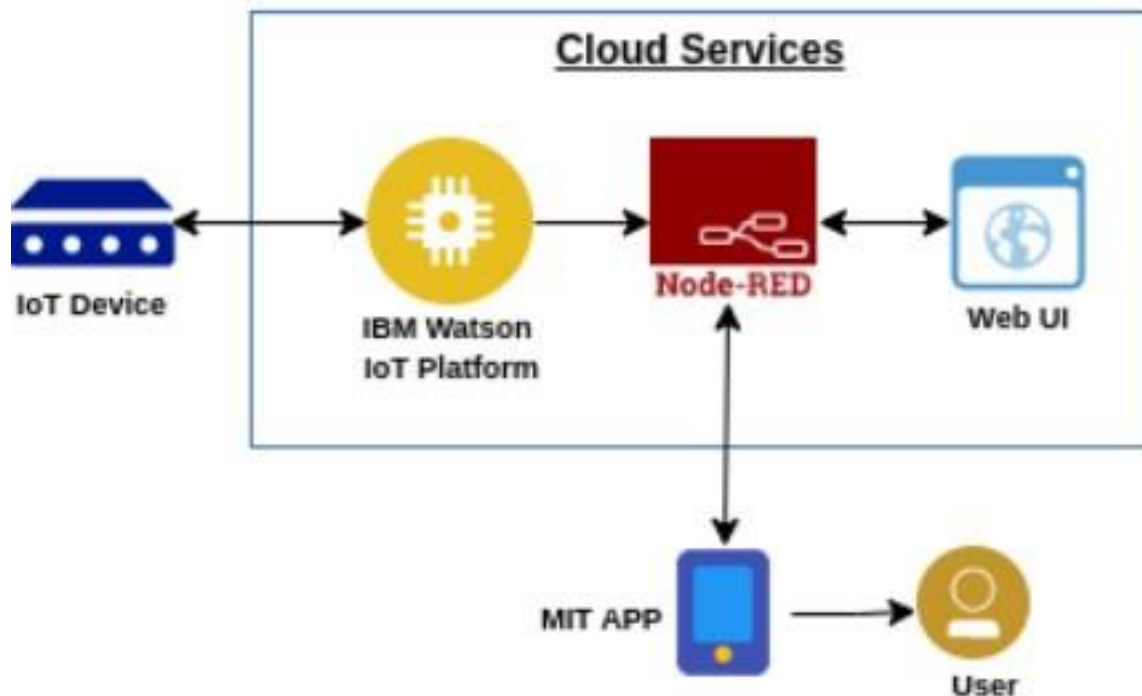 Cloud Services
IoT Device
IBM Watson
IoT Platform
Node-RED
Web UI
MIT APP
User